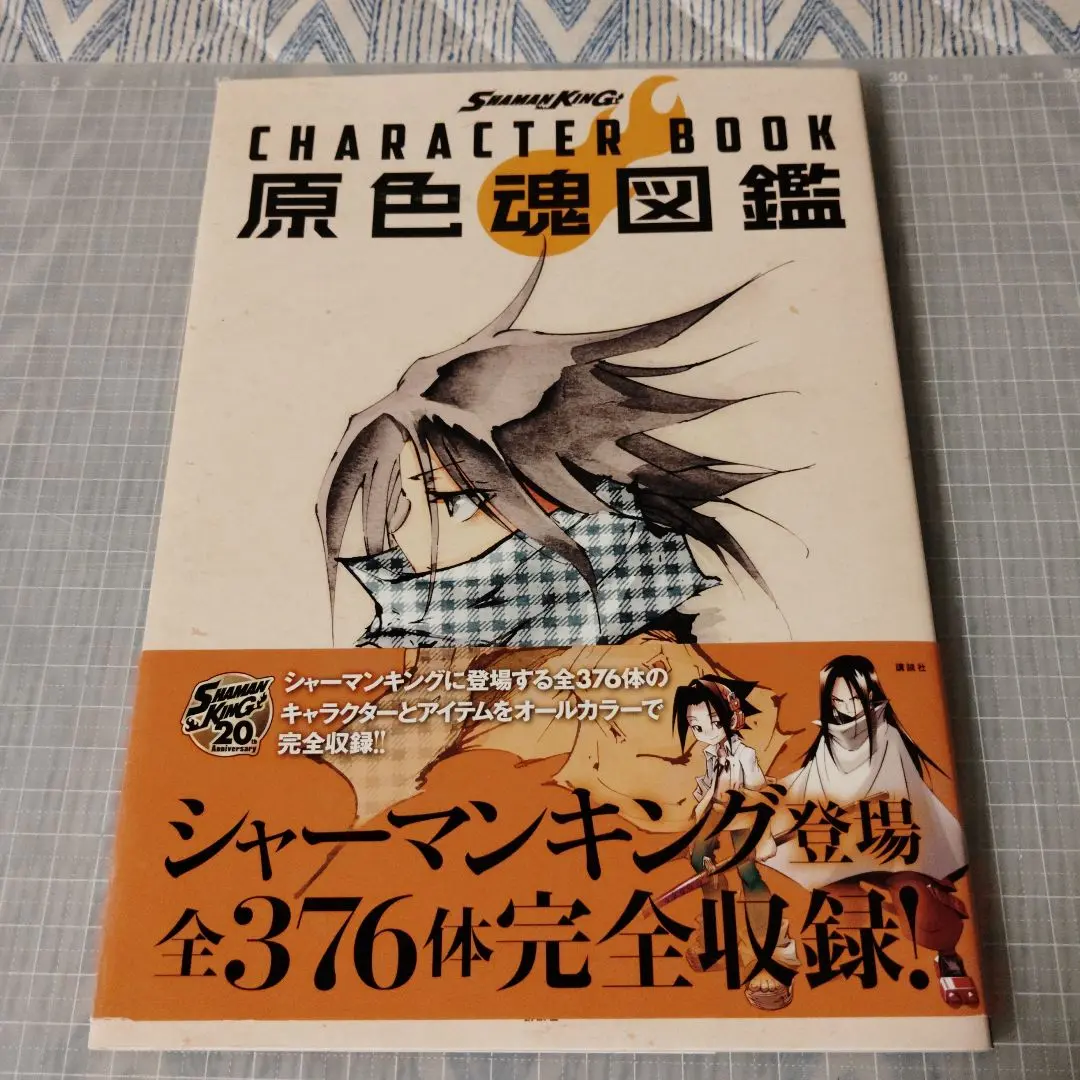 SHAMAN KING
CHARACTER BOOK
原色魂図鑑
講談社
SHAMAN
KING
20th
Anniversary
シャーマンキングに登場する全376体の
キャラクターとアイテムをオールカラーで
完全収録!!
シャーマンキング登場
全376体完全収録!
5
30
35